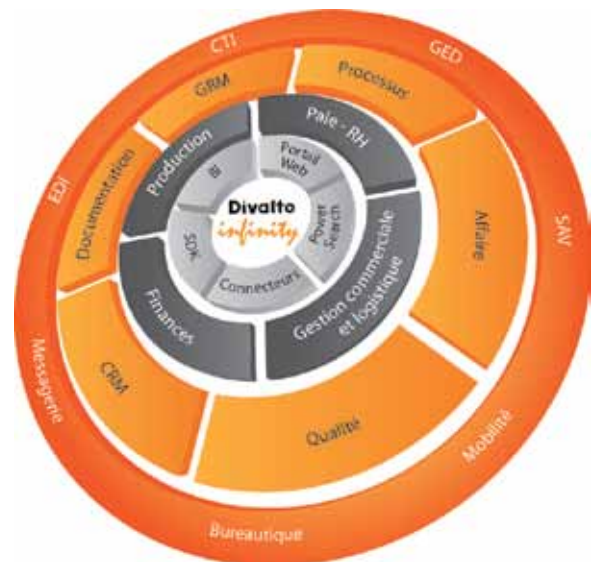 CTI
GED
SAV
Mobilité
Bureautique
Messagerie
EDI
GRM
Processus
Affaire
Qualité
CRM
Documentation
Production
Paie - RH
Gestion commerciale
et logistique
Finances
BI
Portail
Web
Power
Search
Connecteurs
SDK
Divalto
infinity